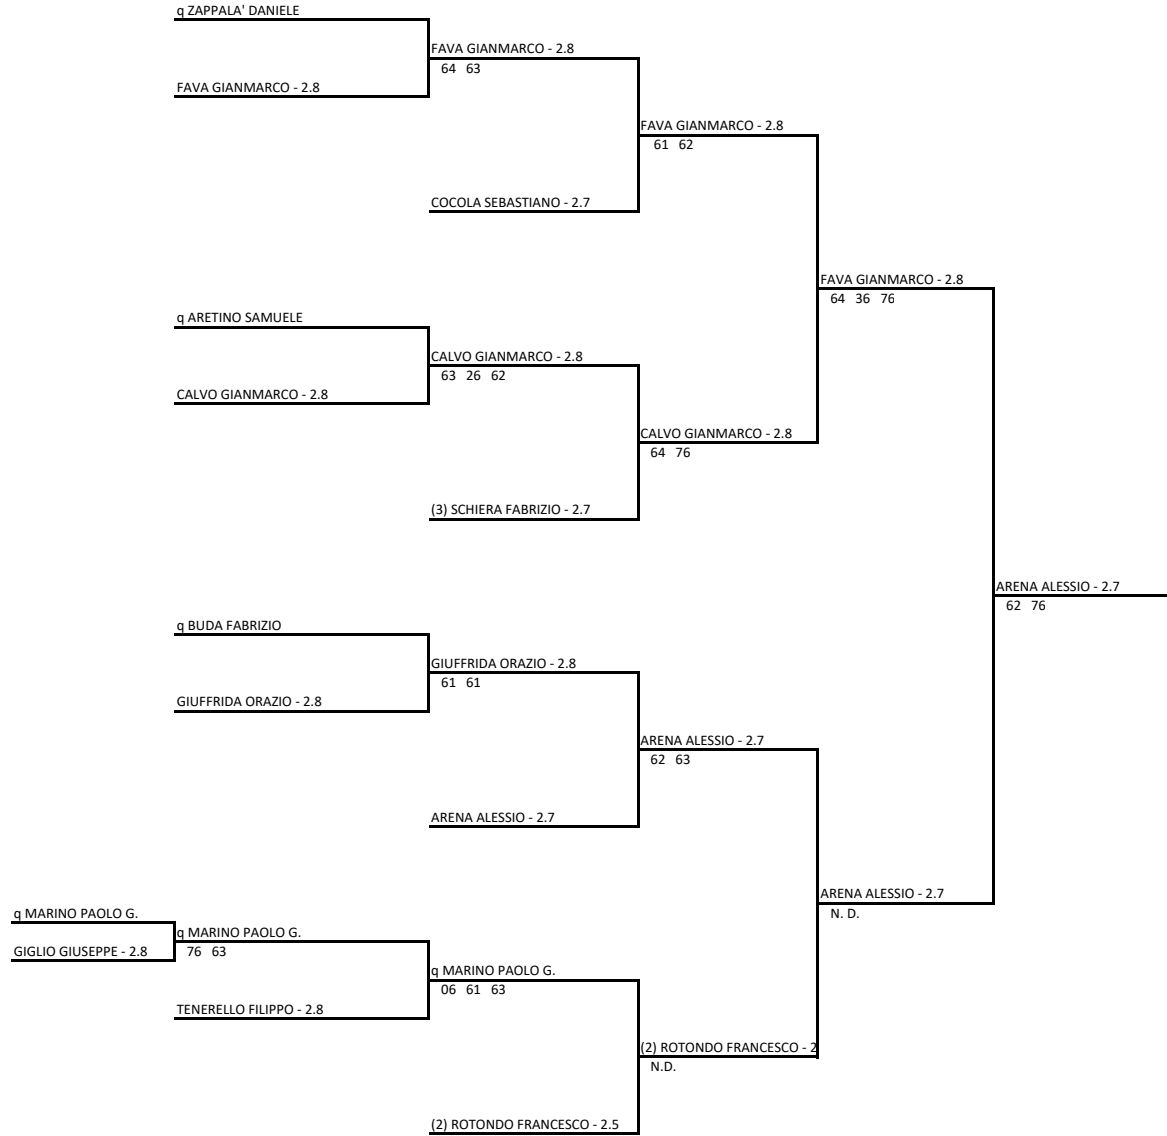 q ZAPPALA' DANIELE
FAVA GIANMARCO - 2.8
64 63
FAVA GIANMARCO - 2.8
FAVA GIANMARCO - 2.8
61 62
COCOLA SEBASTIANO - 2.7
FAVA GIANMARCO - 2.8
64 36 76
q ARETINO SAMUELE
CALVO GIANMARCO - 2.8
63 26 62
CALVO GIANMARCO - 2.8
CALVO GIANMARCO - 2.8
64 76
(3) SCHIERA FABRIZIO - 2.7
ARENA ALESSIO - 2.7
62 76
q BUDA FABRIZIO
GIUFFRIDA ORAZIO - 2.8
61 61
GIUFFRIDA ORAZIO - 2.8
ARENA ALESSIO - 2.7
62 63
ARENA ALESSIO - 2.7
ARENA ALESSIO - 2.7
N. D.
q MARINO PAOLO G.
q MARINO PAOLO G.
GIGLIO GIUSEPPE - 2.8
76 63
q MARINO PAOLO G.
06 61 63
TENERELLO FILIPPO - 2.8
(2) ROTONDO FRANCESCO - 2
N.D.
(2) ROTONDO FRANCESCO - 2.5